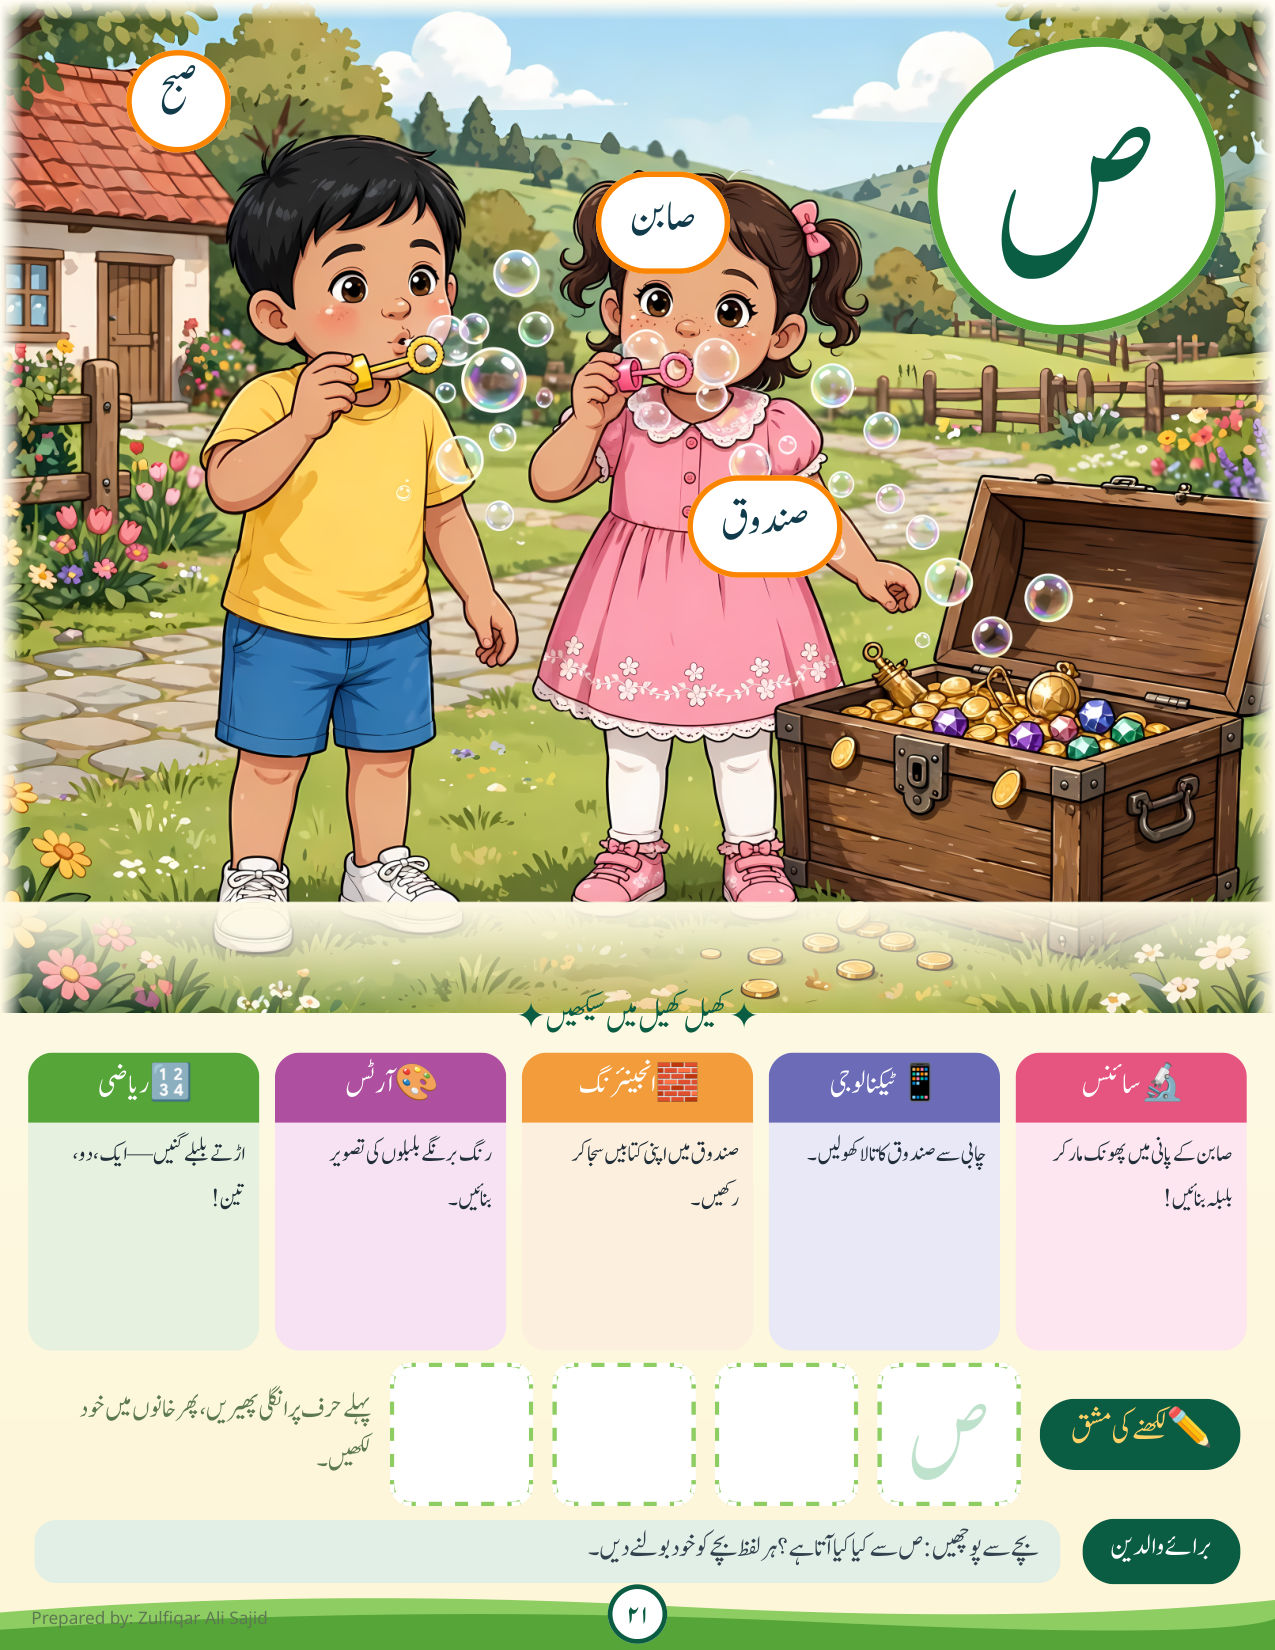 ص
صبح
صابن
صندوق
✦ کھیل کھیل میں سیکھیں ✦
🔬 سائنس
صابن کے پانی میں پھونک مار کر
بلبلہ بنائیں!
📱 ٹیکنالوجی
چابی سے صندوق کا تالا کھولیں۔
🧱 انجینئرنگ
صندوق میں اپنی کتابیں سجا کر
رکھیں۔
🎨 آرٹس
رنگ برنگے بلبلوں کی تصویر
بنائیں۔
🔢 ریاضی
اڑتے بلبلے گنیں — ایک، دو،
تین!
✏️ لکھنے کی مشق
ص
پہلے حرف پر انگلی پھیریں، پھر خانوں میں خود
لکھیں۔
برائے والدین
بچے سے پوچھیں: ص سے کیا کیا آتا ہے؟ ہر لفظ بچے کو خود بولنے دیں۔
Prepared by: Zulfiqar Ali Sajid
۲۱